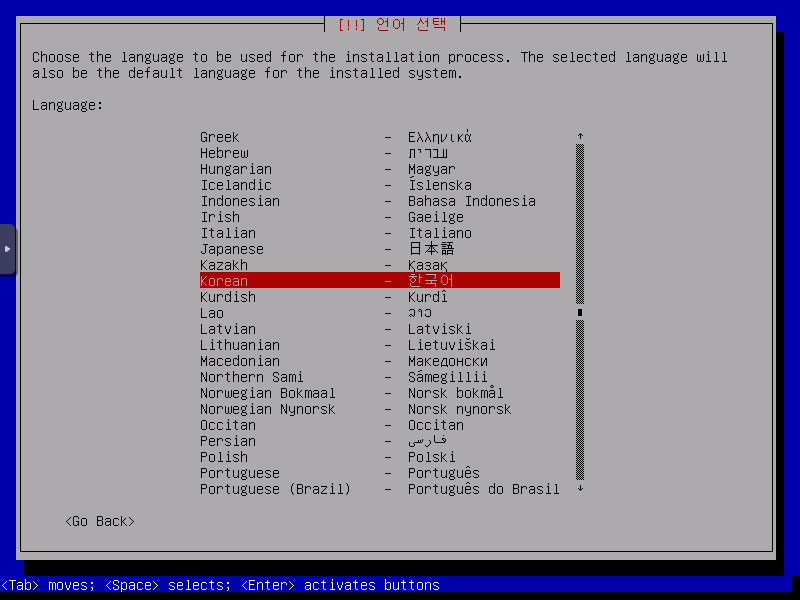 [!!] 언어 선택
Choose the language to be used for the installation process. The selected language will
also be the default language for the installed system.
Language:
Greek - Ελληνικά
Hebrew - עברית
Hungarian - Magyar
Icelandic - Íslenska
Indonesian - Bahasa Indonesia
Irish - Gaeilge
Italian - Italiano
Japanese - 日本語
Kazakh - Қазақ
Korean - 한국어
Kurdish - Kurdî
Lao - ລາວ
Latvian - Latviski
Lithuanian - Lietuviškai
Macedonian - Македонски
Northern Sami - Sámegillii
Norwegian Bokmaal - Norsk bokmål
Norwegian Nynorsk - Norsk nynorsk
Occitan - Occitan
Persian - فارسی
Polish - Polski
Portuguese - Português
Portuguese (Brazil) - Português do Brasil
<Go Back>
<Tab> moves; <Space> selects; <Enter> activates buttons